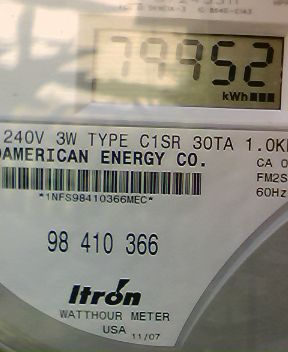 79952
kWh
240V 3W TYPE C1SR 30TA 1.0K
AMERICAN ENERGY CO.
CA 0
FM2S
60Hz
*1NFS98410366MEC*
98 410 366
Itron
WATTHOUR METER
USA 11/07